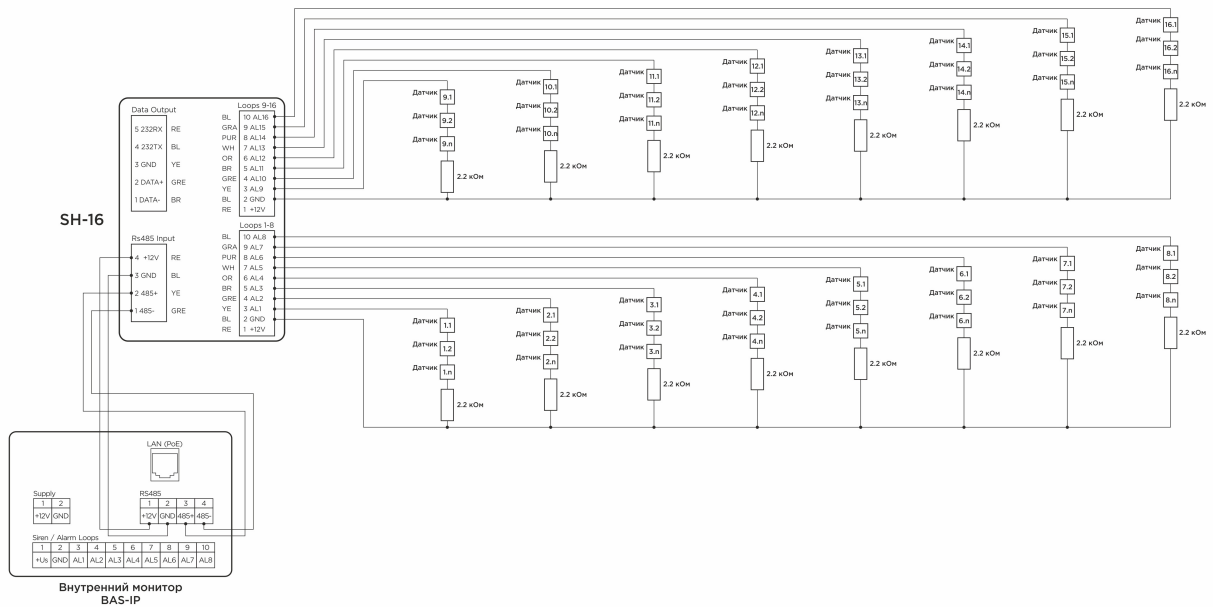 SH-16
Data Output
5 232RX RE
4 232TX BL
3 GND YE
2 DATA+ GRE
1 DATA- BR
Loops 9-16
BL 10 AL16
GRA 9 AL15
PUR 8 AL14
WH 7 AL13
OR 6 AL12
BR 5 AL11
GRE 4 AL10
YE 3 AL9
BL 2 GND
RE 1 +12V
Rs485 Input
4 +12V RE
3 GND BL
2 485+ YE
1 485- GRE
Loops 1-8
BL 10 AL8
GRA 9 AL7
PUR 8 AL6
WH 7 AL5
OR 6 AL4
BR 5 AL3
GRE 4 AL2
YE 3 AL1
BL 2 GND
RE 1 +12V
Датчик 9.1
9.2
Датчик 9.n
2.2 кОм
Датчик 10.1
Датчик 10.2
Датчик 10.n
2.2 кОм
Датчик 11.1
Датчик 11.2
Датчик 11.n
2.2 кОм
Датчик 12.1
Датчик 12.2
Датчик 12.n
2.2 кОм
Датчик 13.1
Датчик 13.2
Датчик 13.n
2.2 кОм
Датчик 14.1
Датчик 14.2
Датчик 14.n
2.2 кОм
Датчик 15.1
Датчик 15.2
Датчик 15.n
2.2 кОм
Датчик 16.1
Датчик 16.2
Датчик 16.n
2.2 кОм
Датчик 1.1
Датчик 1.2
Датчик 1.n
2.2 кОм
Датчик 2.1
Датчик 2.2
Датчик 2.n
2.2 кОм
Датчик 3.1
Датчик 3.2
Датчик 3.n
2.2 кОм
Датчик 4.1
Датчик 4.2
Датчик 4.n
2.2 кОм
Датчик 5.1
Датчик 5.2
Датчик 5.n
2.2 кОм
Датчик 6.1
Датчик 6.2
Датчик 6.n
2.2 кОм
Датчик 7.1
Датчик 7.2
Датчик 7.n
2.2 кОм
Датчик 8.1
Датчик 8.2
Датчик 8.n
2.2 кОм
LAN (PoE)
Supply
1 2
+12V GND
RS485
1 2 3 4
+12V GND 485+ 485-
Siren / Alarm Loops
1 2 3 4 5 6 7 8 9 10
+Us GND AL1 AL2 AL3 AL4 AL5 AL6 AL7 AL8
Внутренний монитор
BAS-IP